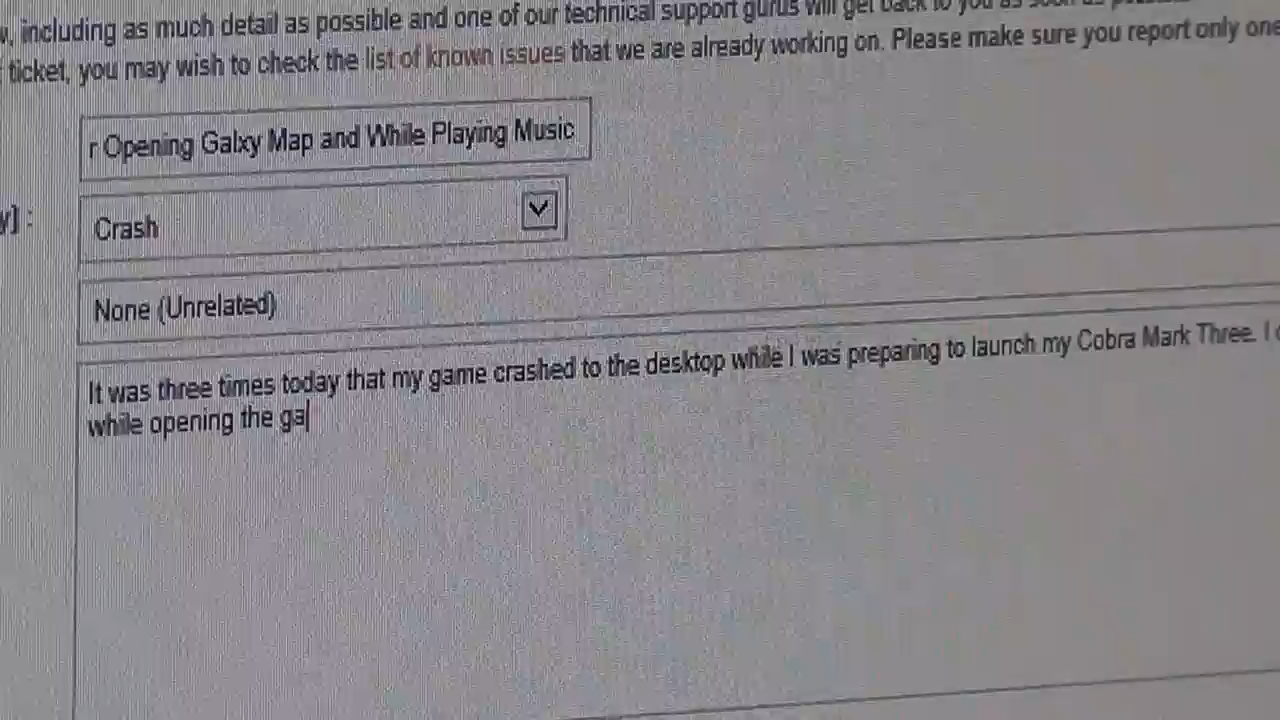 including as much detail as possible and one of our technical support gurus will get back to you as soon as
ticket, you may wish to check the list of known issues that we are already working on. Please make sure you report only one
r Opening Galxy Map and While Playing Music
y] :
Crash
None (Unrelated)
It was three times today that my game crashed to the desktop while I was preparing to launch my Cobra Mark Three. I
while opening the ga